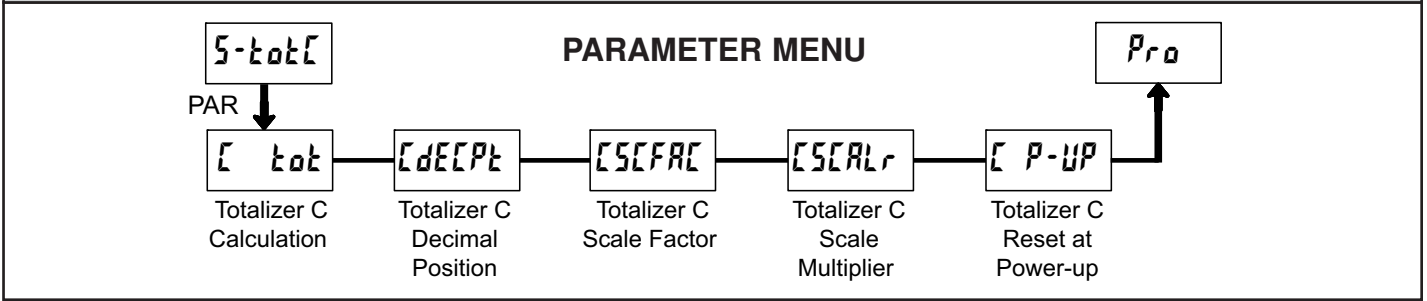 5-totC
PARAMETER MENU
Pro
PAR
C tot
CdECPt
CSCFAC
CSCALr
C P-UP
Totalizer C
Calculation
Totalizer C
Decimal
Position
Totalizer C
Scale Factor
Totalizer C
Scale
Multiplier
Totalizer C
Reset at
Power-up